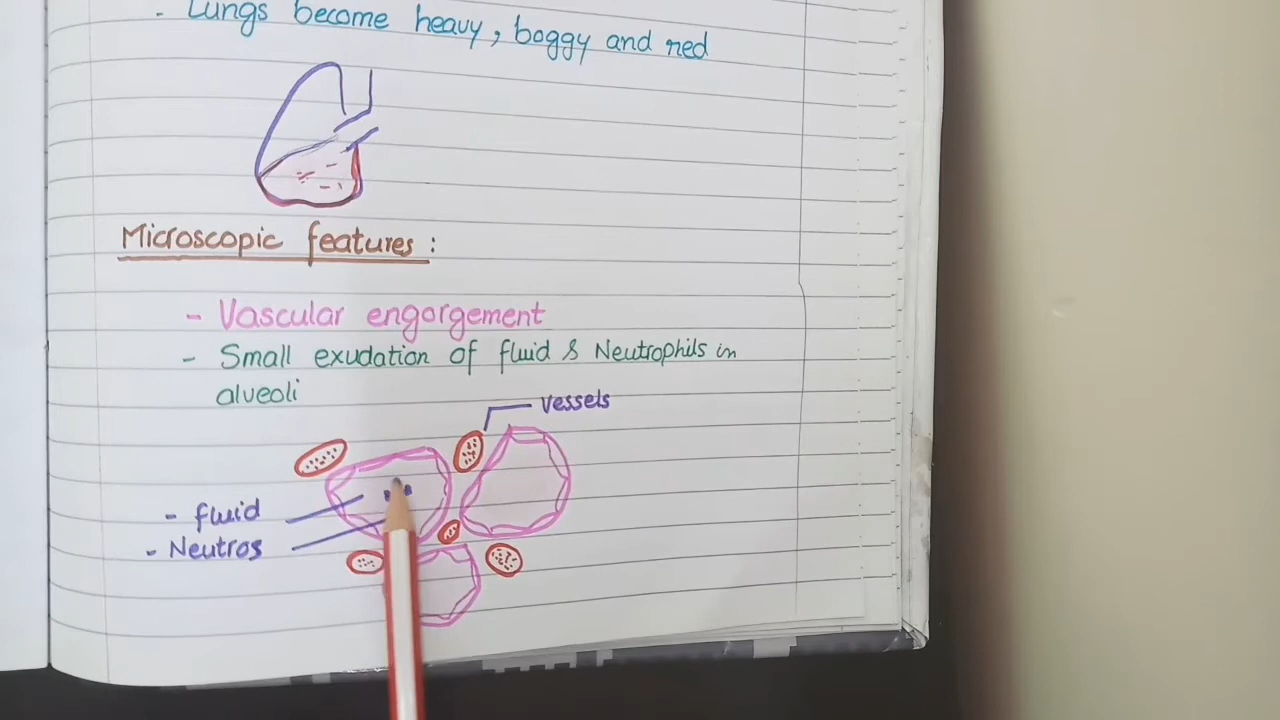 . Lungs become heavy, boggy and red
Microscopic features :
- Vascular engorgement
- Small exudation of fluid & Neutrophils in
alveoli
vessels
- fluid
- Neutros